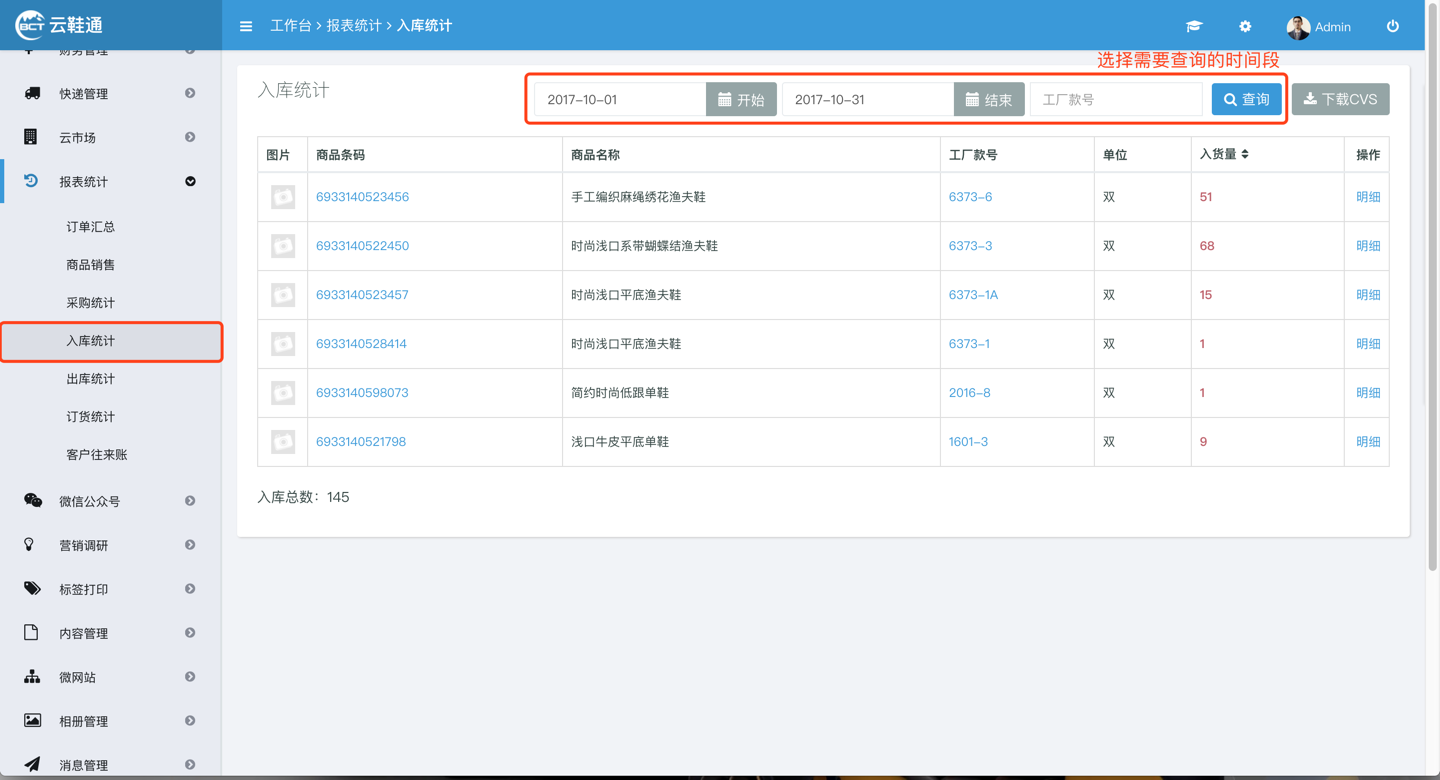 BCT 云鞋通
工作台 > 报表统计 > 入库统计
Admin
财务管理
快递管理
云市场
报表统计
订单汇总
商品销售
采购统计
入库统计
出库统计
订货统计
客户往来账
微信公众号
营销调研
标签打印
内容管理
微网站
相册管理
消息管理
选择需要查询的时间段
入库统计 2017-10-01 开始 2017-10-31 结束 工厂款号 查询 下载CVS
图片 商品条码 商品名称 工厂款号 单位 入货量 操作
6933140523456 手工编织麻绳绣花渔夫鞋 6373-6 双 51 明细
6933140522450 时尚浅口系带蝴蝶结渔夫鞋 6373-3 双 68 明细
6933140523457 时尚浅口平底渔夫鞋 6373-1A 双 15 明细
6933140528414 时尚浅口平底渔夫鞋 6373-1 双 1 明细
6933140598073 简约时尚低跟单鞋 2016-8 双 1 明细
6933140521798 浅口牛皮平底单鞋 1601-3 双 9 明细
入库总数：145